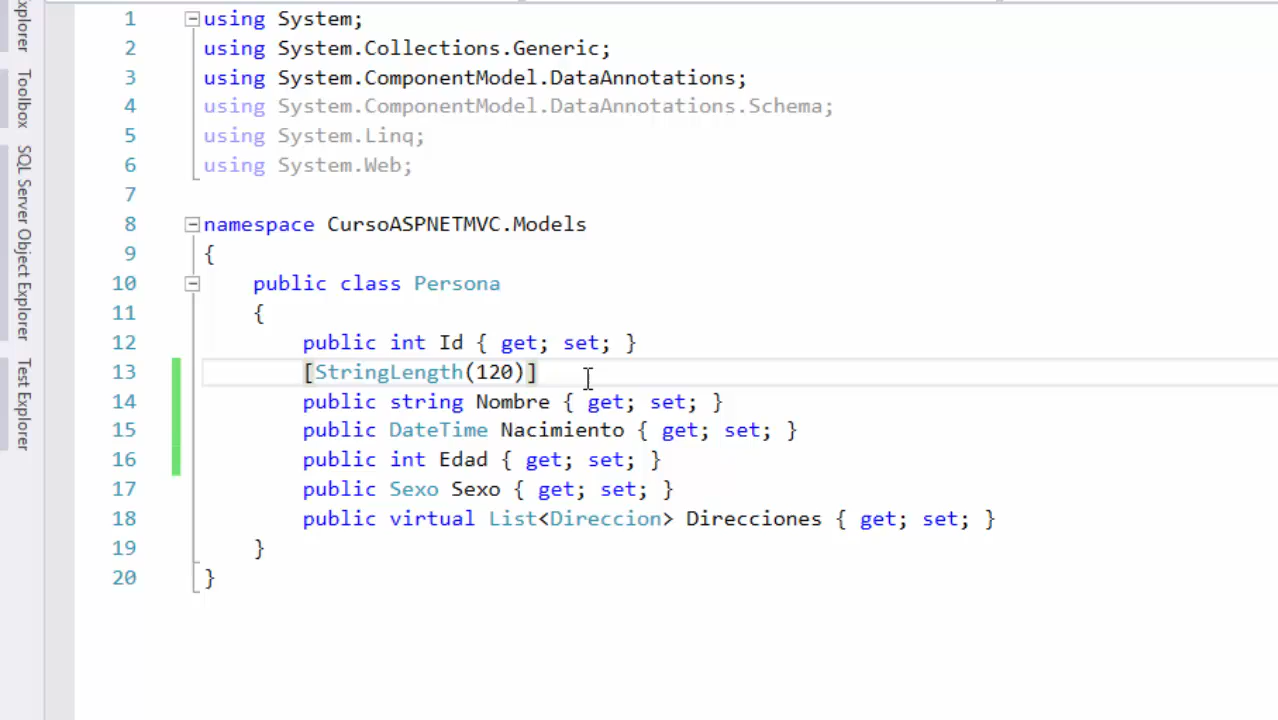 xplorer
Toolbox
SQL Server Object Explorer
Test Explorer
1 using System;
2 using System.Collections.Generic;
3 using System.ComponentModel.DataAnnotations;
4 using System.ComponentModel.DataAnnotations.Schema;
5 using System.Linq;
6 using System.Web;
7
8 namespace CursoASPNETMVC.Models
9 {
10 public class Persona
11 {
12 public int Id { get; set; }
13 [StringLength(120)]
14 public string Nombre { get; set; }
15 public DateTime Nacimiento { get; set; }
16 public int Edad { get; set; }
17 public Sexo Sexo { get; set; }
18 public virtual List<Direccion> Direcciones { get; set; }
19 }
20 }